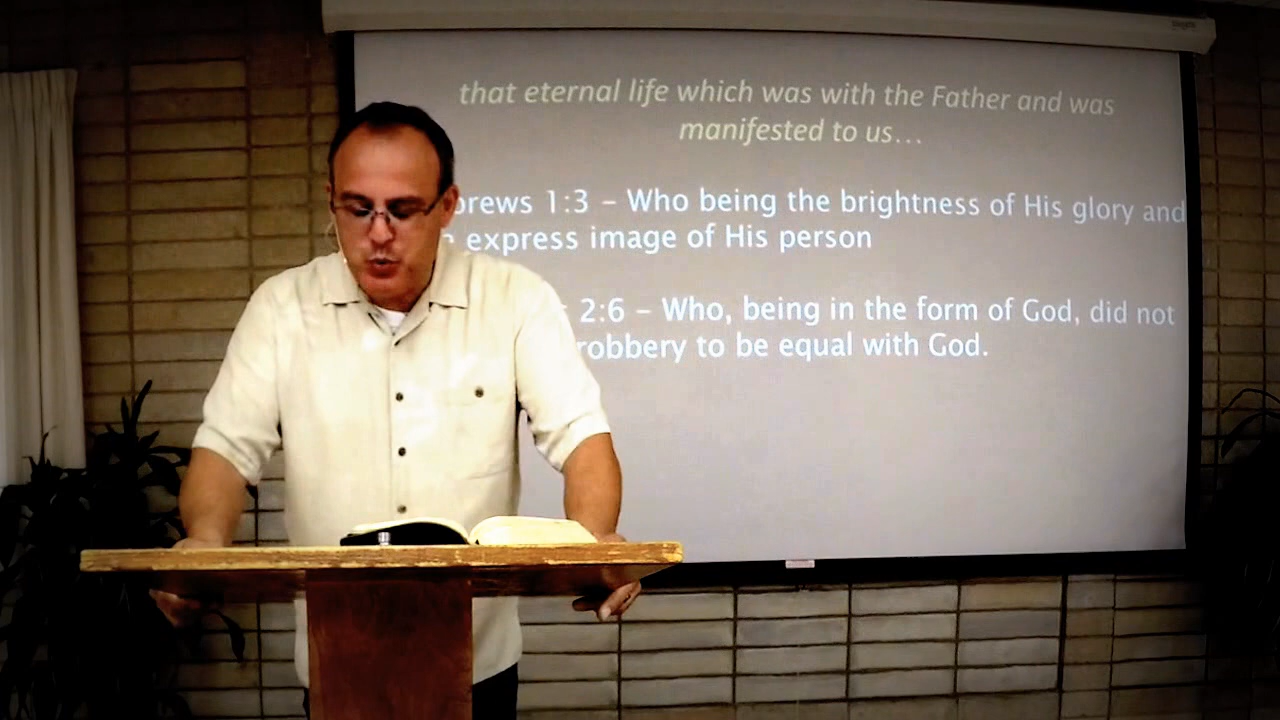 that eternal life which was with the Father and was
manifested to us…
brews 1:3 – Who being the brightness of His glory and
express image of His person
2:6 – Who, being in the form of God, did not
robbery to be equal with God.